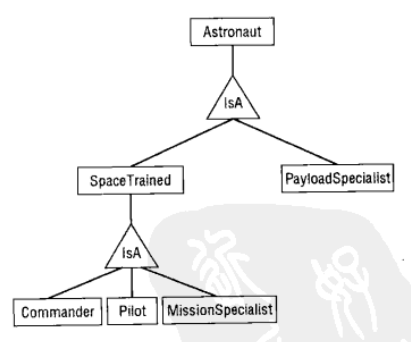 Astronaut
IsA
SpaceTrained
PayloadSpecialist
IsA
Commander
Pilot
MissionSpecialist